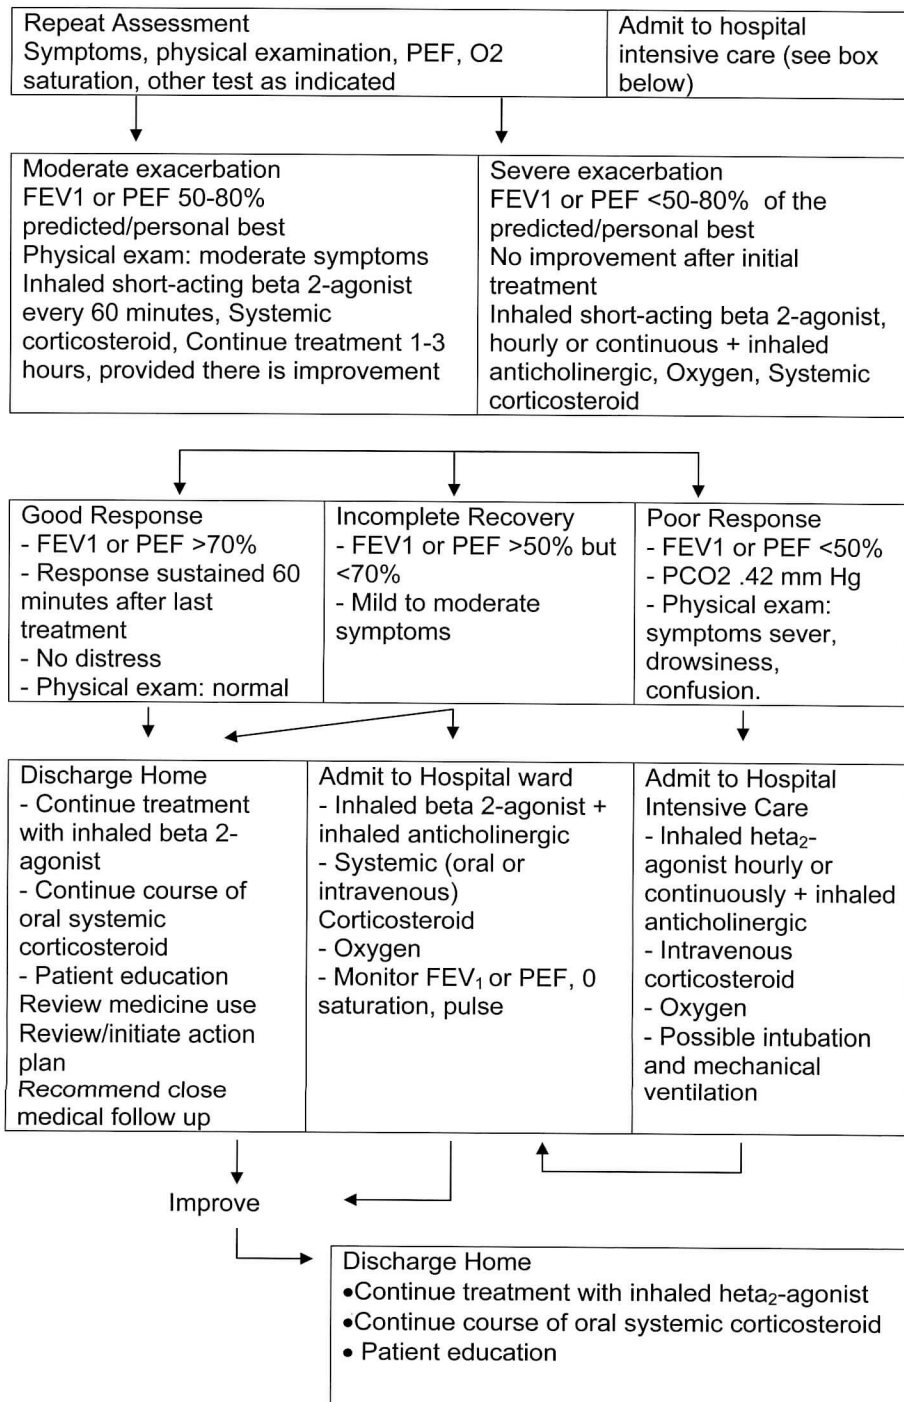 Repeat Assessment
Symptoms, physical examination, PEF, O2
saturation, other test as indicated
Admit to hospital
intensive care (see box
below)
Moderate exacerbation
FEV1 or PEF 50-80%
predicted/personal best
Physical exam: moderate symptoms
Inhaled short-acting beta 2-agonist
every 60 minutes, Systemic
corticosteroid, Continue treatment 1-3
hours, provided there is improvement
Severe exacerbation
FEV1 or PEF <50-80% of the
predicted/personal best
No improvement after initial
treatment
Inhaled short-acting beta 2-agonist,
hourly or continuous + inhaled
anticholinergic, Oxygen, Systemic
corticosteroid
Good Response
- FEV1 or PEF >70%
- Response sustained 60
minutes after last
treatment
- No distress
- Physical exam: normal
Incomplete Recovery
- FEV1 or PEF >50% but
<70%
- Mild to moderate
symptoms
Poor Response
- FEV1 or PEF <50%
- PCO2 .42 mm Hg
- Physical exam:
symptoms sever,
drowsiness,
confusion.
Discharge Home
- Continue treatment
with inhaled beta 2-
agonist
- Continue course of
oral systemic
corticosteroid
- Patient education
Review medicine use
Review/initiate action
plan
Recommend close
medical follow up
Admit to Hospital ward
- Inhaled beta 2-agonist +
inhaled anticholinergic
- Systemic (oral or
intravenous)
Corticosteroid
- Oxygen
- Monitor FEV₁ or PEF, 0
saturation, pulse
Admit to Hospital
Intensive Care
- Inhaled heta₂-
agonist hourly or
continuously + inhaled
anticholinergic
- Intravenous
corticosteroid
- Oxygen
- Possible intubation
and mechanical
ventilation
Improve
Discharge Home
•Continue treatment with inhaled heta₂-agonist
•Continue course of oral systemic corticosteroid
• Patient education